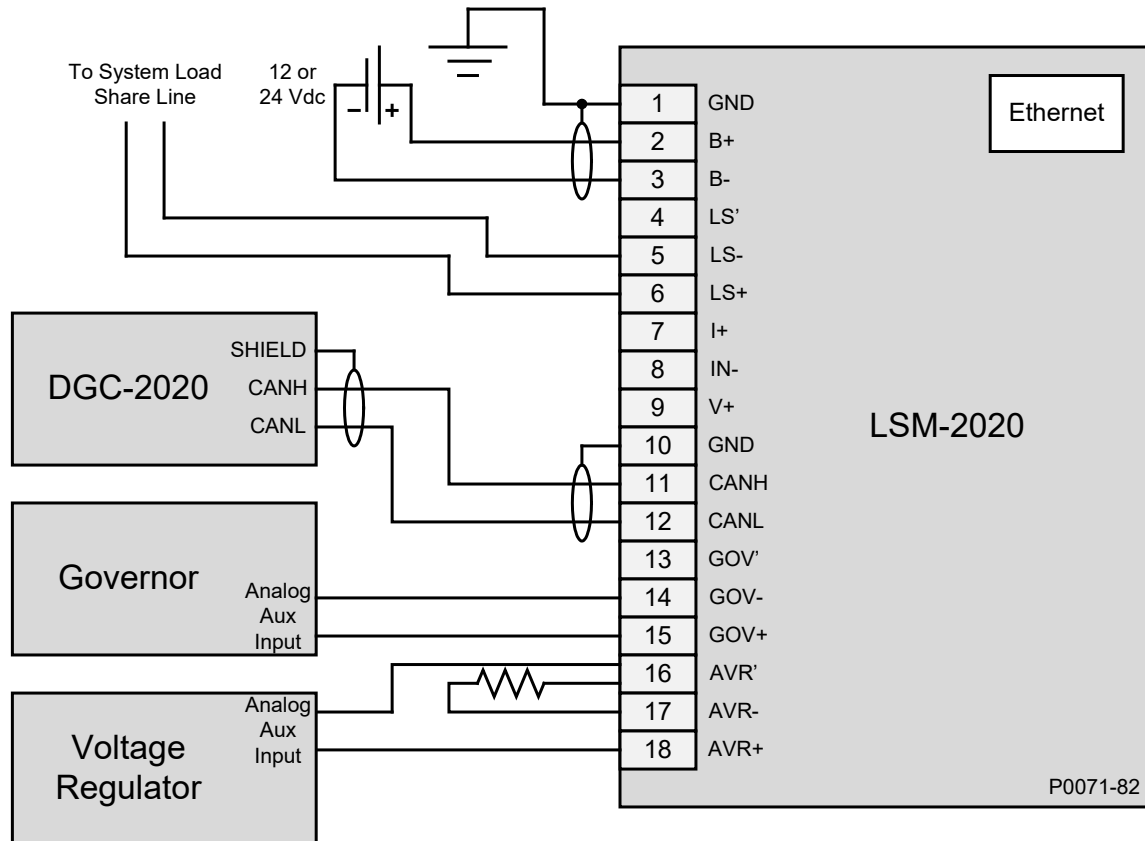 To System Load
Share Line
12 or
24 Vdc
− +
Ethernet
1 GND
2 B+
3 B-
4 LS’
5 LS-
6 LS+
7 I+
8 IN-
9 V+
10 GND
11 CANH
12 CANL
13 GOV’
14 GOV-
15 GOV+
16 AVR’
17 AVR-
18 AVR+
LSM-2020
P0071-82
DGC-2020
SHIELD
CANH
CANL
Governor
Analog
Aux
Input
Voltage
Regulator
Analog
Aux
Input